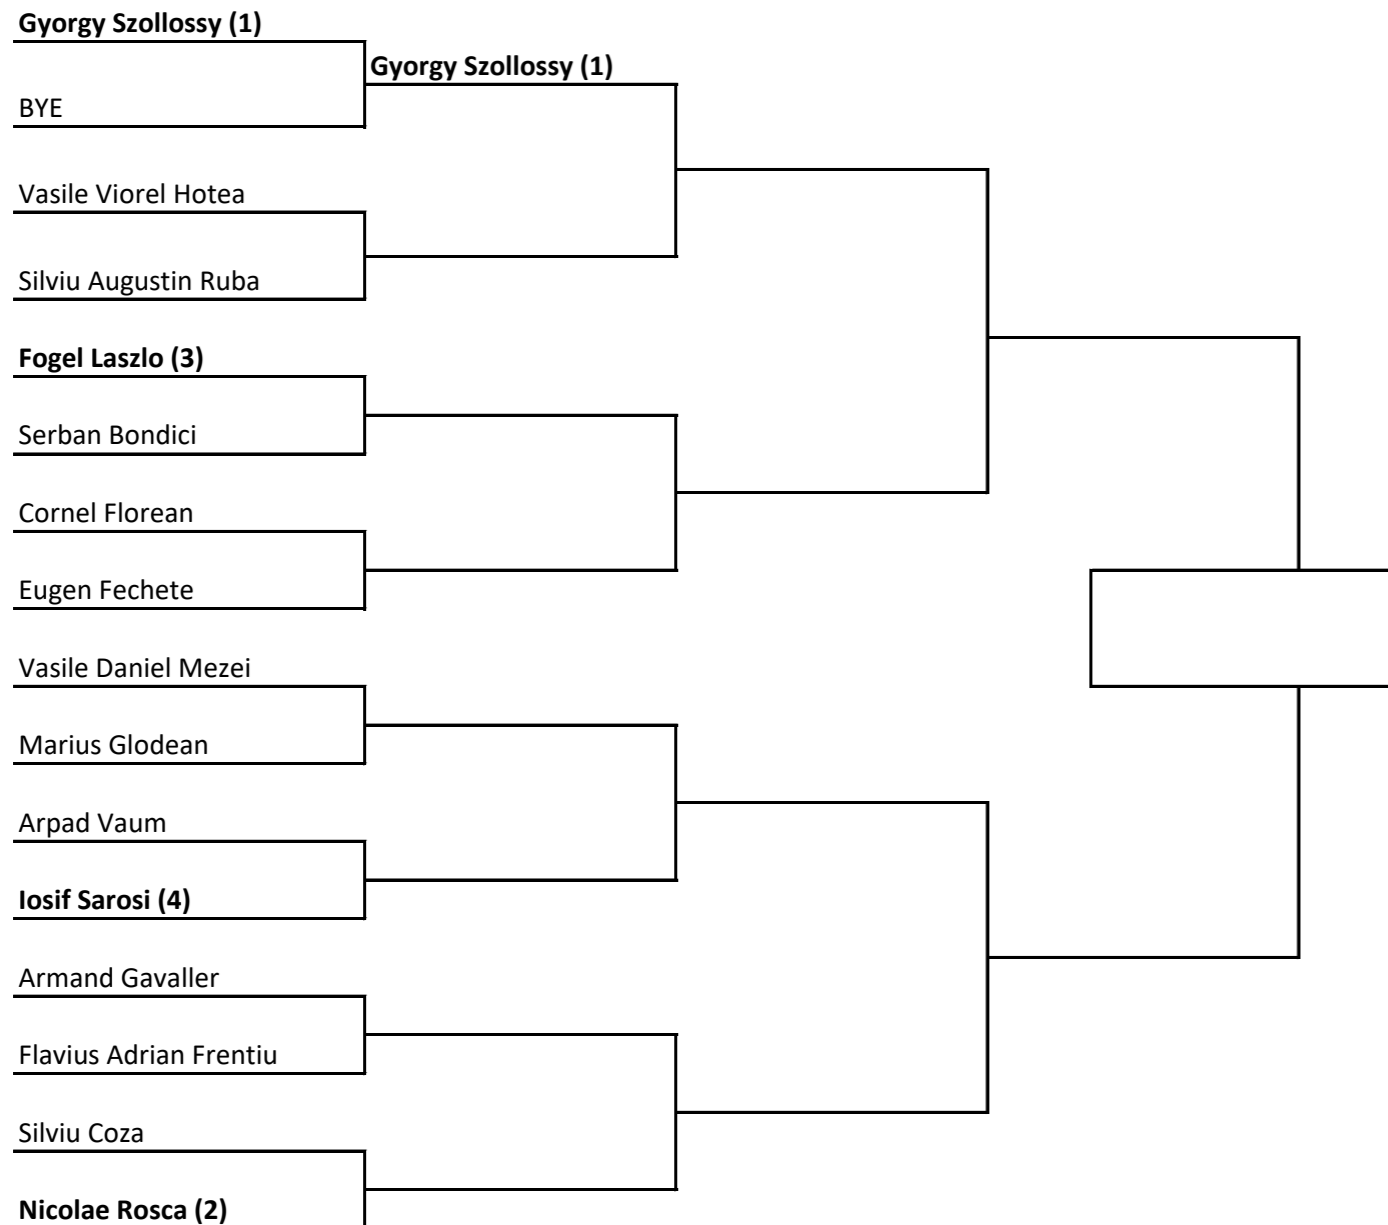 Gyorgy Szollossy (1)
Gyorgy Szollossy (1)
BYE
Vasile Viorel Hotea
Silviu Augustin Ruba
Fogel Laszlo (3)
Serban Bondici
Cornel Florean
Eugen Fechete
Vasile Daniel Mezei
Marius Glodean
Arpad Vaum
Iosif Sarosi (4)
Armand Gavaller
Flavius Adrian Frentiu
Silviu Coza
Nicolae Rosca (2)